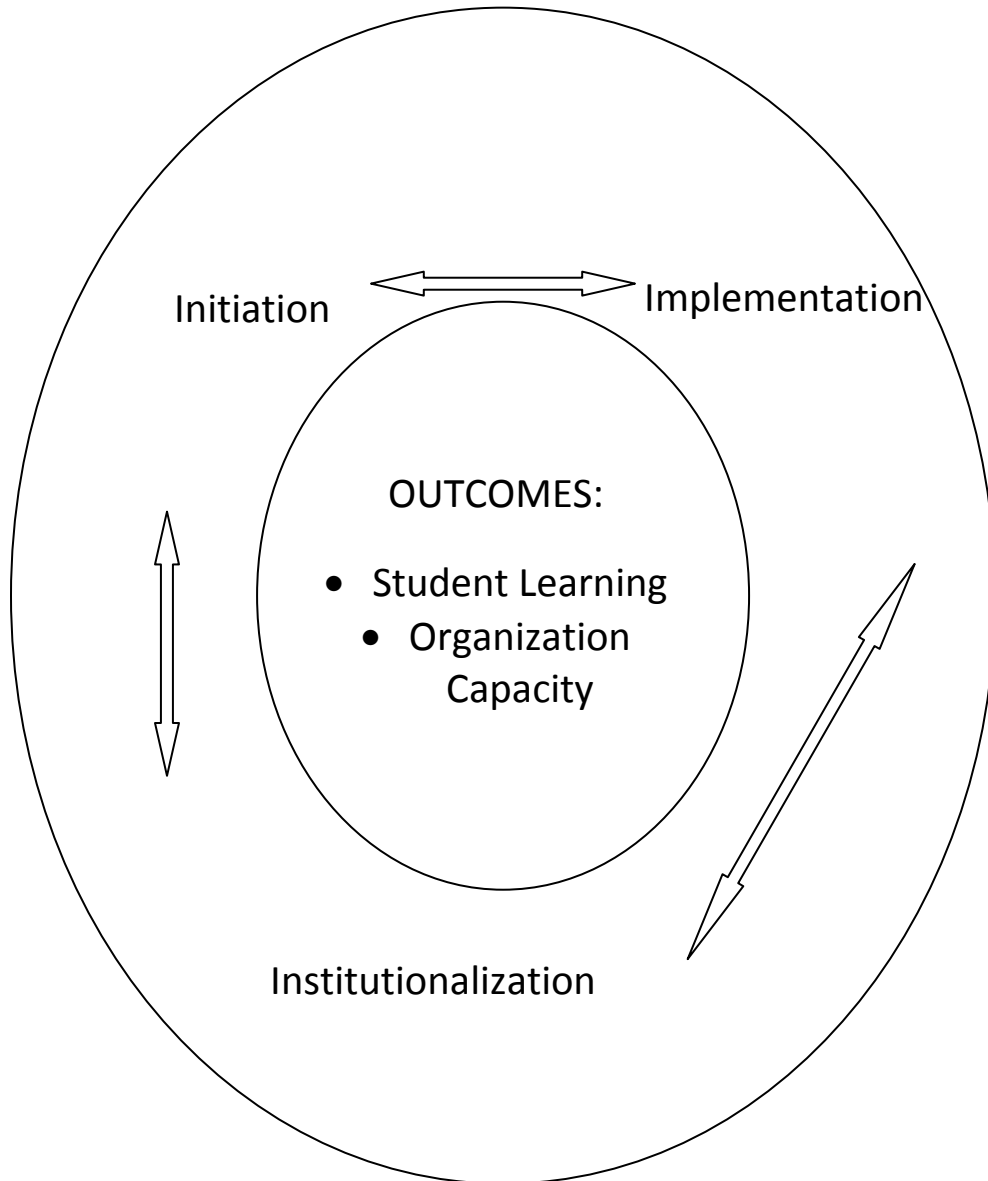 Initiation
Implementation
OUTCOMES:
• Student Learning
• Organization
Capacity
Institutionalization